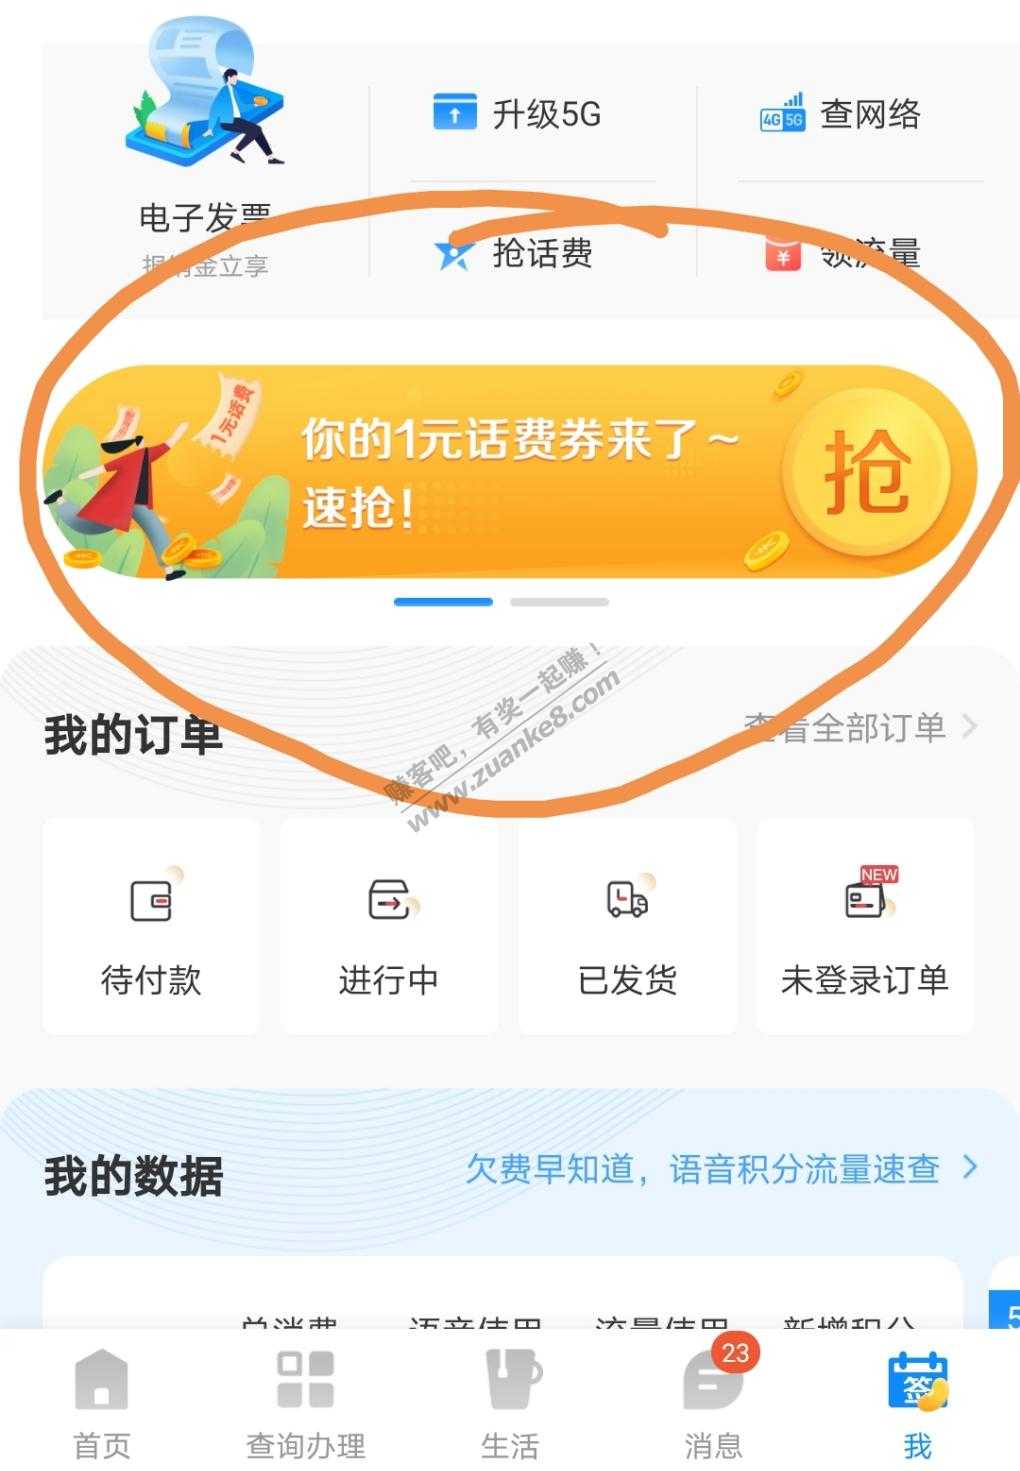 升级5G
4G 5G
查网络
电子发票
报销金立享
抢话费
¥
领流量
1元话费
你的1元话费券来了~
速抢!
抢
赚客吧，有奖一起赚！
www.zuanke8.com
我的订单
查看全部订单
待付款
进行中
已发货
NEW
未登录订单
我的数据
欠费早知道，语音积分流量速查
总消费
语音使用
流量使用
新增积分
5
首页
查询办理
生活
23
消息
签
我